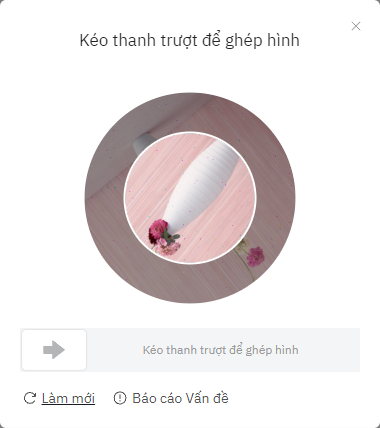 Kéo thanh trượt để ghép hình
Kéo thanh trượt để ghép hình
Làm mới
Báo cáo Vấn đề